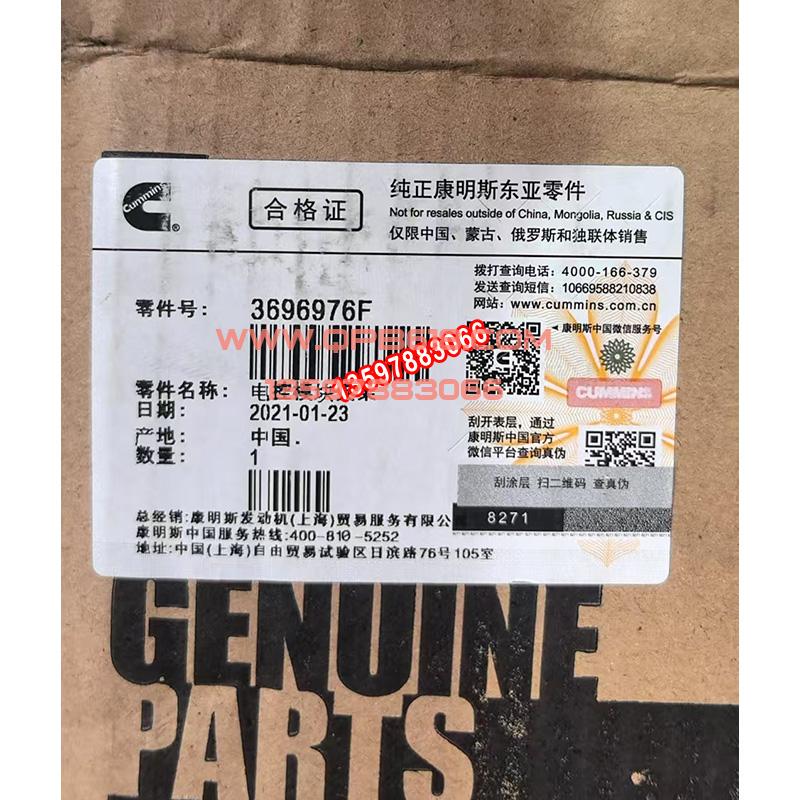 Cummins
®
合格证
纯正康明斯东亚零件
Not for resales outside of China, Mongolia, Russia & CIS
仅限中国、蒙古、俄罗斯和独联体销售
拨打查询电话：4000-166-379
发送查询短信：10669588210838
网站：www.cummins.com.cn
康明斯中国微信服务号
零件号： 3696976F
13597883066
13597883066
零件名称：
日期： 2021-01-23
产地： 中国.
数量： 1
CUMMINS
刮开表层，通过
康明斯中国官方
微信平台查询真伪
刮涂层 扫二维码 查真伪
8271
总经销:康明斯发动机(上海)贸易服务有限公
康明斯中国服务热线:400-810-5252
地址:中国(上海)自由贸易试验区日滨路76号105室
GENUINE
PARTS